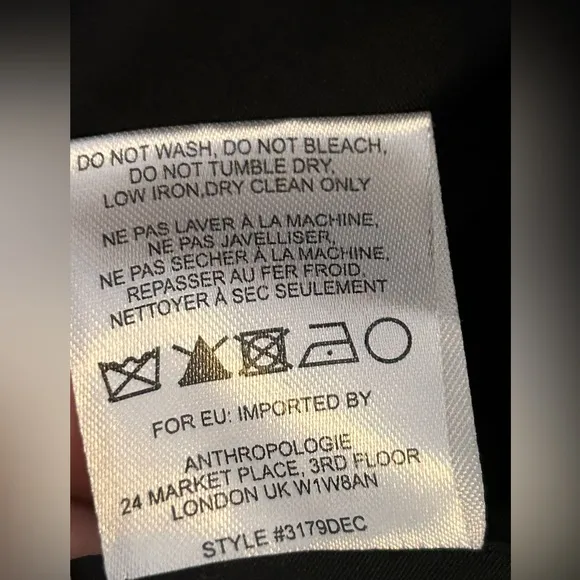 DO NOT WASH, DO NOT BLEACH,
DO NOT TUMBLE DRY,
LOW IRON,DRY CLEAN ONLY
NE PAS LAVER À LA MACHINE,
NE PAS JAVELLISER,
NE PAS SECHER À LA MACHINE,
REPASSER AU FER FROID,
NETTOYER À SEC SEULEMENT
FOR EU: IMPORTED BY
ANTHROPOLOGIE
24 MARKET PLACE, 3RD FLOOR
LONDON UK W1W8AN
STYLE #3179DEC